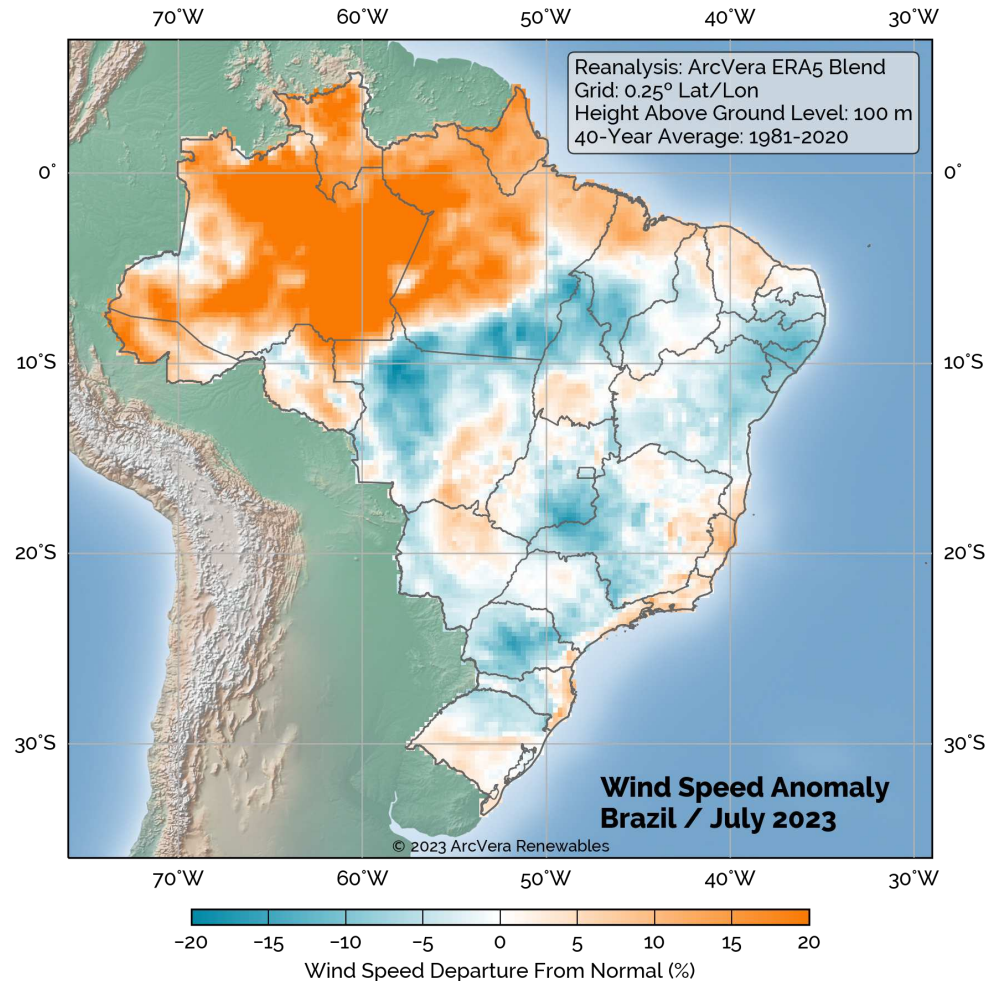 70°W 60°W 50°W 40°W 30°W
Reanalysis: ArcVera ERA5 Blend
Grid: 0.25º Lat/Lon
Height Above Ground Level: 100 m
40-Year Average: 1981-2020
0° 0°
10°S 10°S
20°S 20°S
30°S 30°S
Wind Speed Anomaly
Brazil / July 2023
© 2023 ArcVera Renewables
70°W 60°W 50°W 40°W 30°W
−20 −15 −10 −5 0 5 10 15 20
Wind Speed Departure From Normal (%)